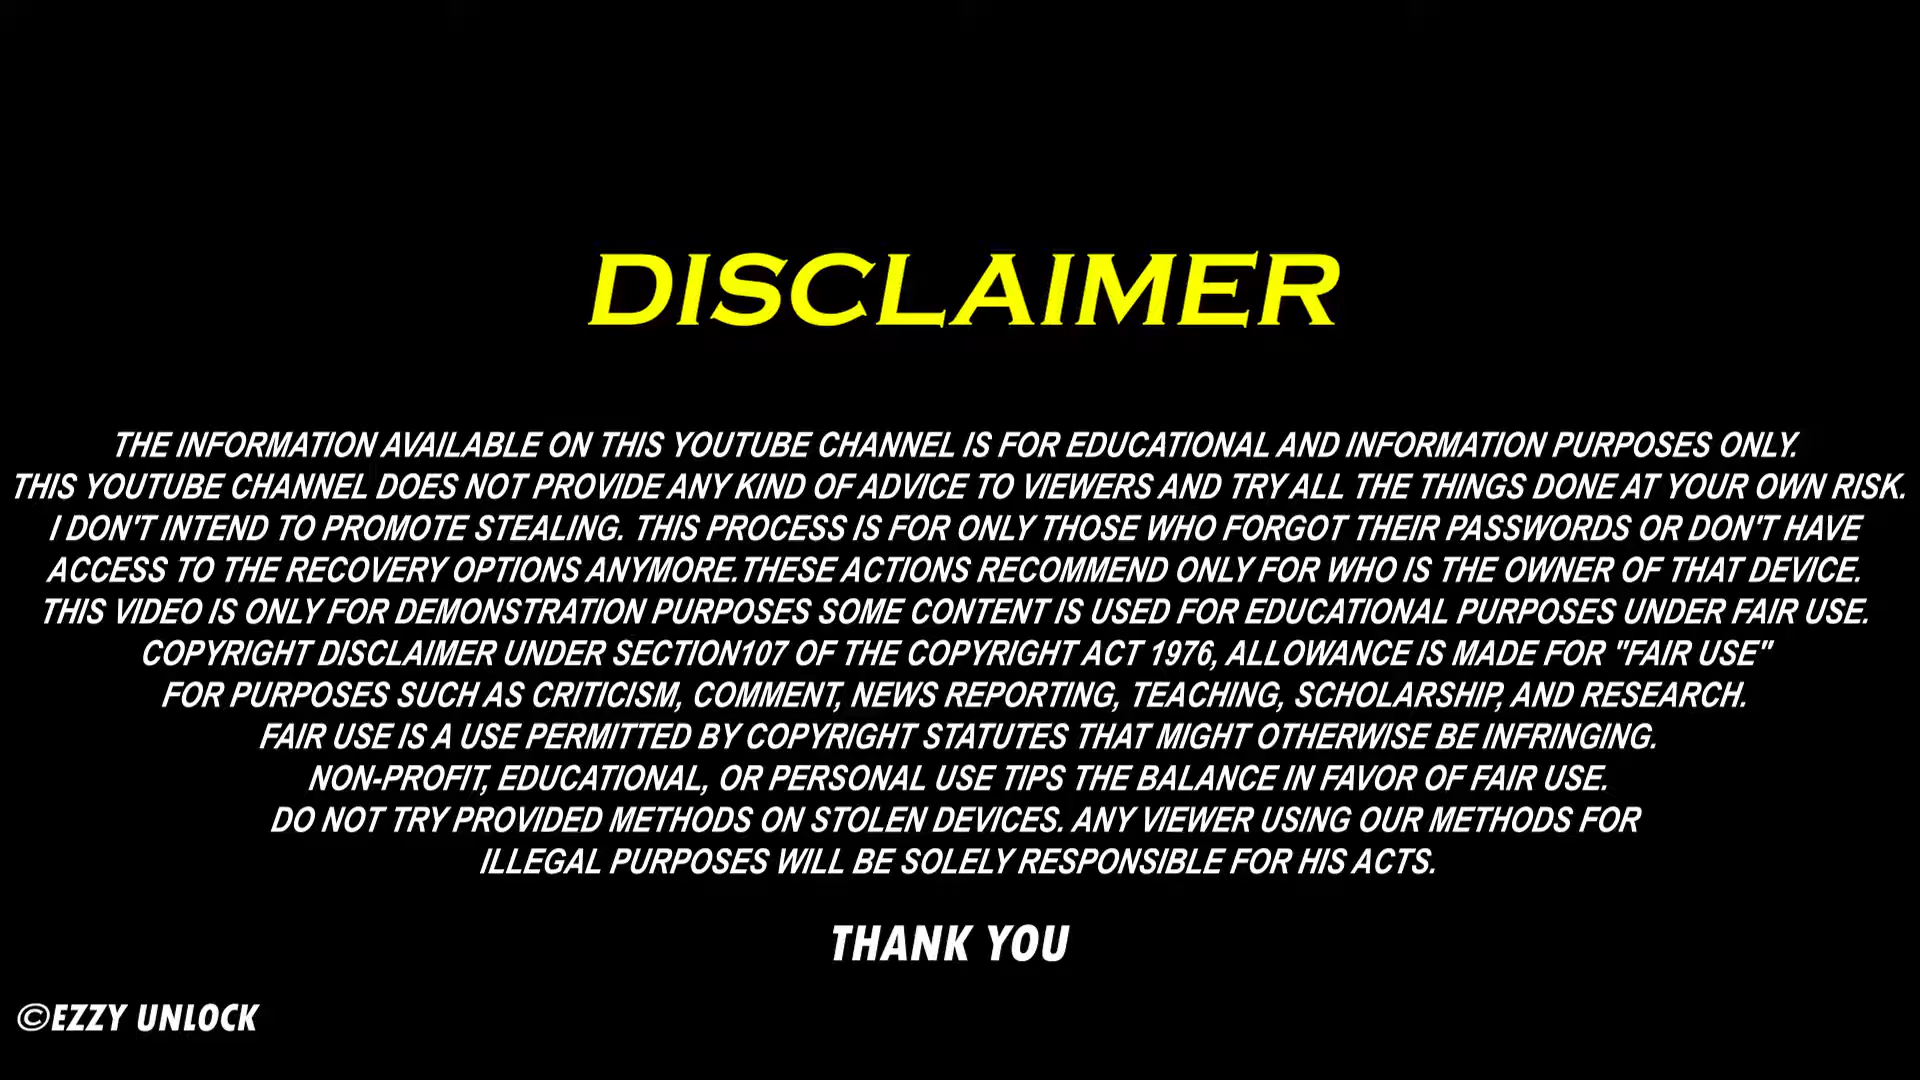 DISCLAIMER
THE INFORMATION AVAILABLE ON THIS YOUTUBE CHANNEL IS FOR EDUCATIONAL AND INFORMATION PURPOSES ONLY.
THIS YOUTUBE CHANNEL DOES NOT PROVIDE ANY KIND OF ADVICE TO VIEWERS AND TRY ALL THE THINGS DONE AT YOUR OWN RISK.
I DON'T INTEND TO PROMOTE STEALING. THIS PROCESS IS FOR ONLY THOSE WHO FORGOT THEIR PASSWORDS OR DON'T HAVE
ACCESS TO THE RECOVERY OPTIONS ANYMORE.THESE ACTIONS RECOMMEND ONLY FOR WHO IS THE OWNER OF THAT DEVICE.
THIS VIDEO IS ONLY FOR DEMONSTRATION PURPOSES SOME CONTENT IS USED FOR EDUCATIONAL PURPOSES UNDER FAIR USE.
COPYRIGHT DISCLAIMER UNDER SECTION107 OF THE COPYRIGHT ACT 1976, ALLOWANCE IS MADE FOR "FAIR USE"
FOR PURPOSES SUCH AS CRITICISM, COMMENT, NEWS REPORTING, TEACHING, SCHOLARSHIP, AND RESEARCH.
FAIR USE IS A USE PERMITTED BY COPYRIGHT STATUTES THAT MIGHT OTHERWISE BE INFRINGING.
NON-PROFIT, EDUCATIONAL, OR PERSONAL USE TIPS THE BALANCE IN FAVOR OF FAIR USE.
DO NOT TRY PROVIDED METHODS ON STOLEN DEVICES. ANY VIEWER USING OUR METHODS FOR
ILLEGAL PURPOSES WILL BE SOLELY RESPONSIBLE FOR HIS ACTS.
THANK YOU
©EZZY UNLOCK